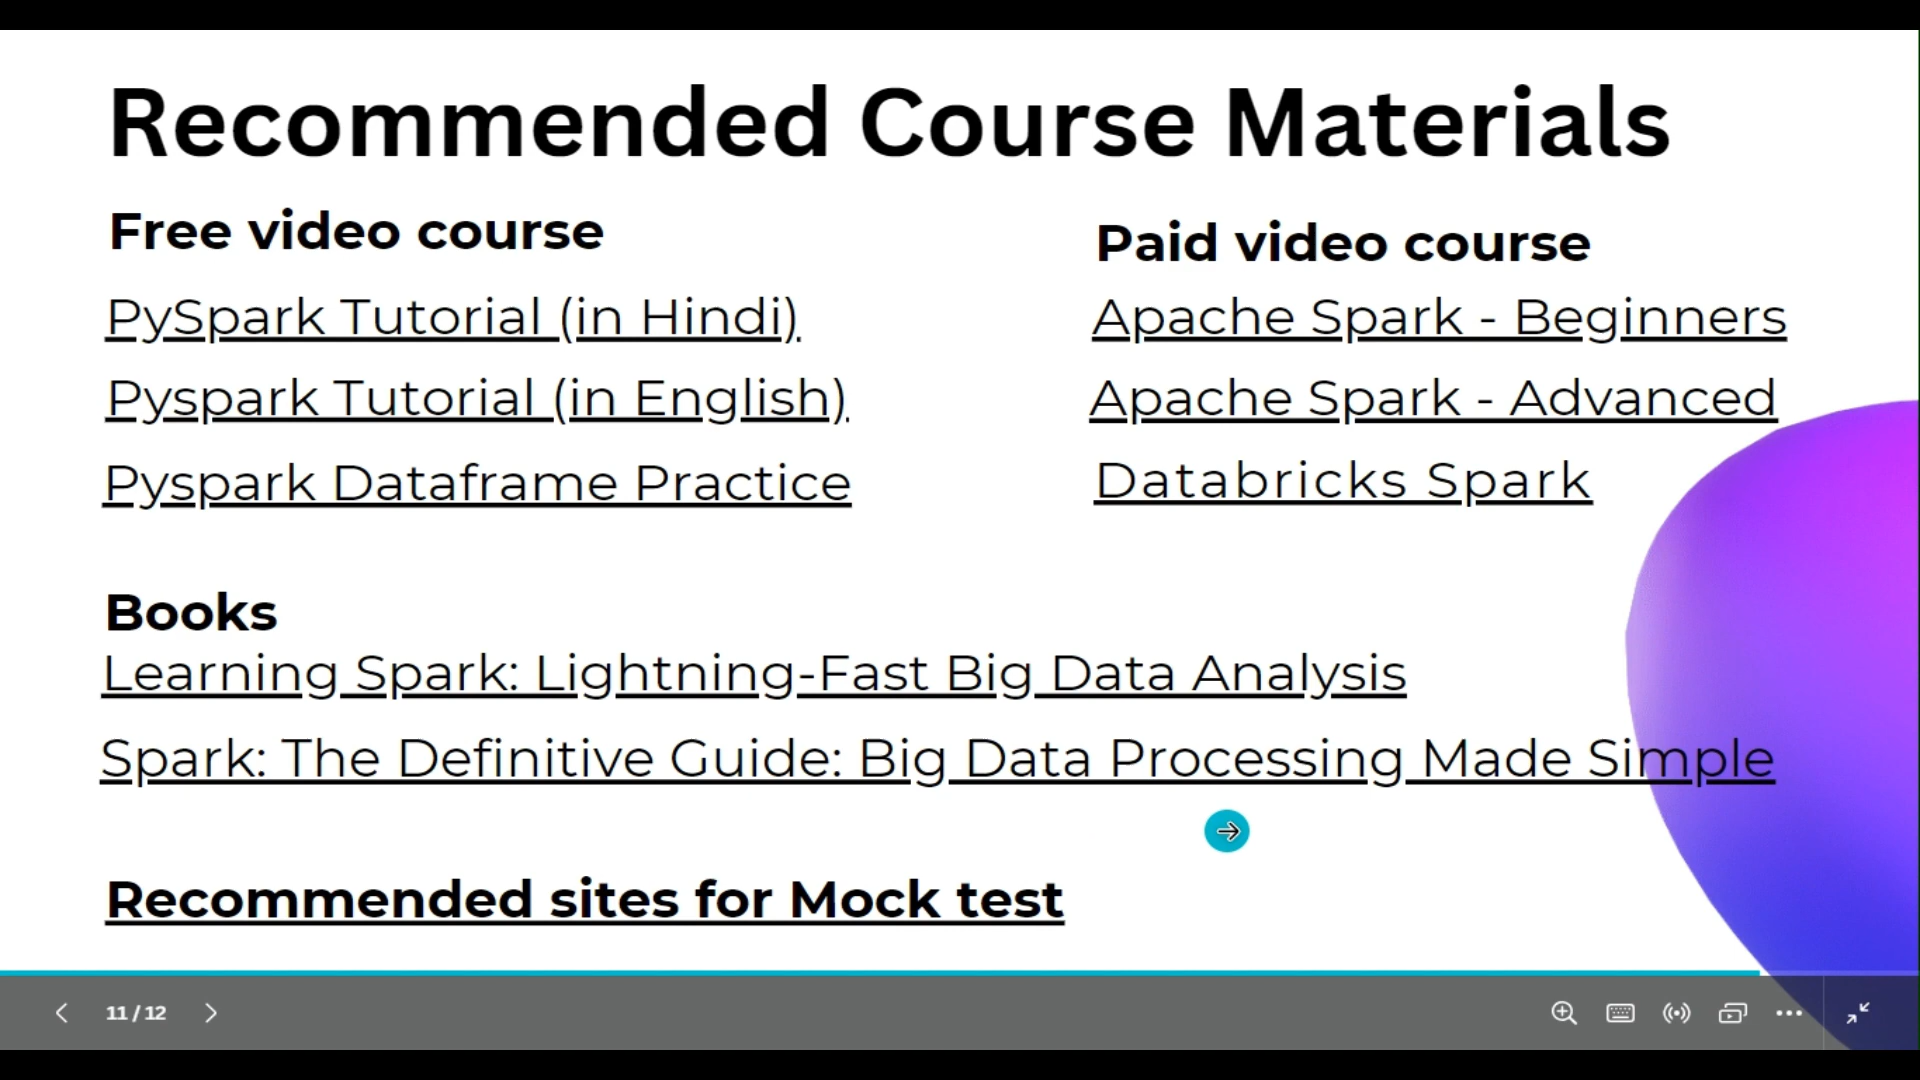 Recommended Course Materials
Free video course
PySpark Tutorial (in Hindi)
Pyspark Tutorial (in English)
Pyspark Dataframe Practice
Paid video course
Apache Spark - Beginners
Apache Spark - Advanced
Databricks Spark
Books
Learning Spark: Lightning-Fast Big Data Analysis
Spark: The Definitive Guide: Big Data Processing Made Simple
Recommended sites for Mock test
11 / 12